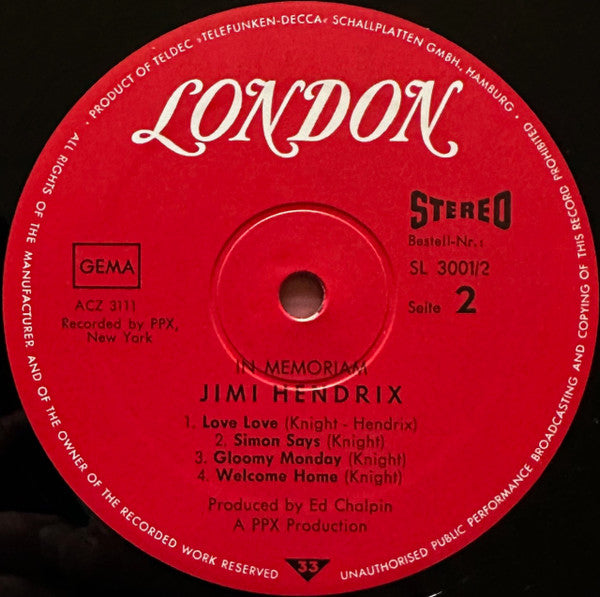 PRODUCT OF TELDEC »TELEFUNKEN-DECCA« SCHALLPLATTEN GMBH., HAMBURG
LONDON
STEREO
Bestell-Nr.:
SL 3001/2
Seite 2
GEMA
ACZ 3111
Recorded by PPX,
New York
IN MEMORIAM
JIMI HENDRIX
1. Love Love (Knight - Hendrix)
2. Simon Says (Knight)
3. Gloomy Monday (Knight)
4. Welcome Home (Knight)
Produced by Ed Chalpin
A PPX Production
33
ALL RIGHTS OF THE MANUFACTURER AND OF THE OWNER OF THE RECORDED WORK RESERVED
UNAUTHORISED PUBLIC PERFORMANCE BROADCASTING AND COPYING OF THIS RECORD PROHIBITED